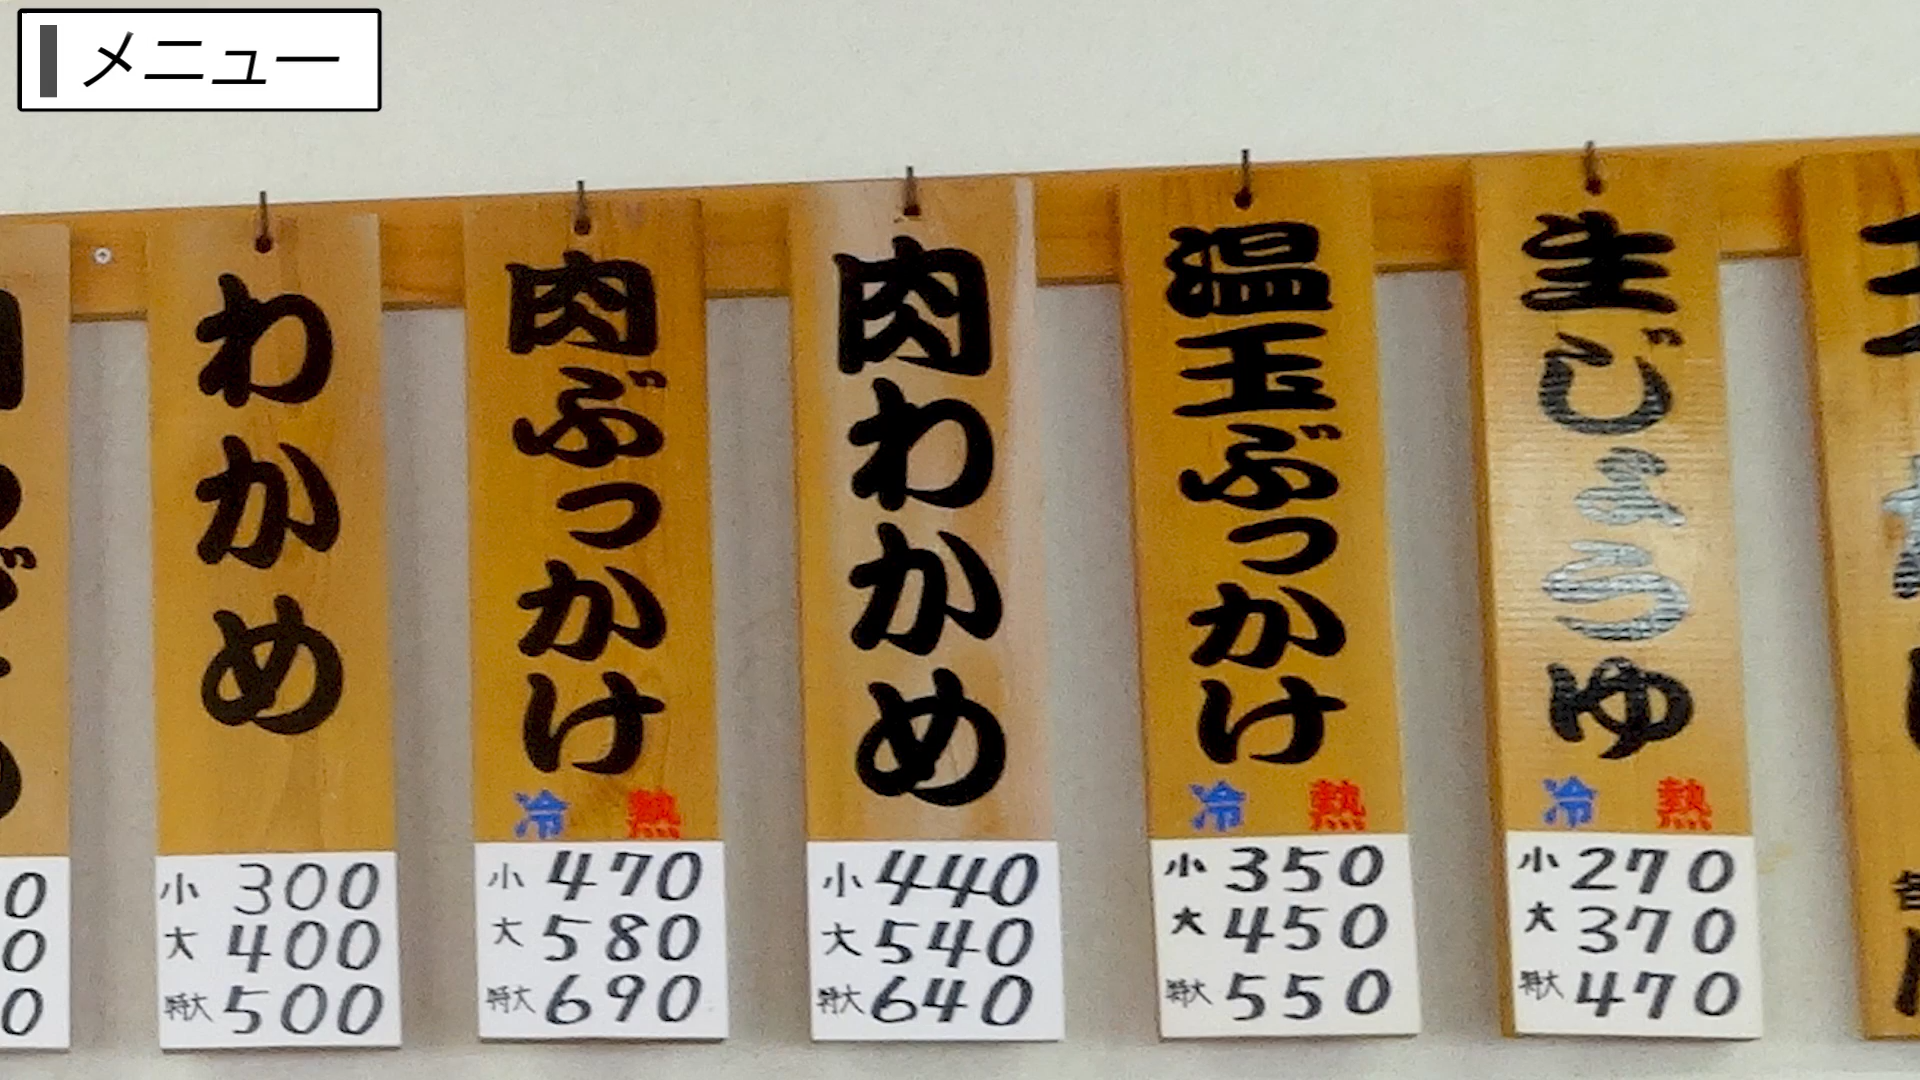 メニュー
わかめ
小 300
大 400
特大 500
肉ぶっかけ
冷 熱
小 470
大 580
特大 690
肉わかめ
小 440
大 540
特大 640
温玉ぶっかけ
冷 熱
小 350
大 450
特大 550
生じょうゆ
冷 熱
小 270
大 370
特大 470